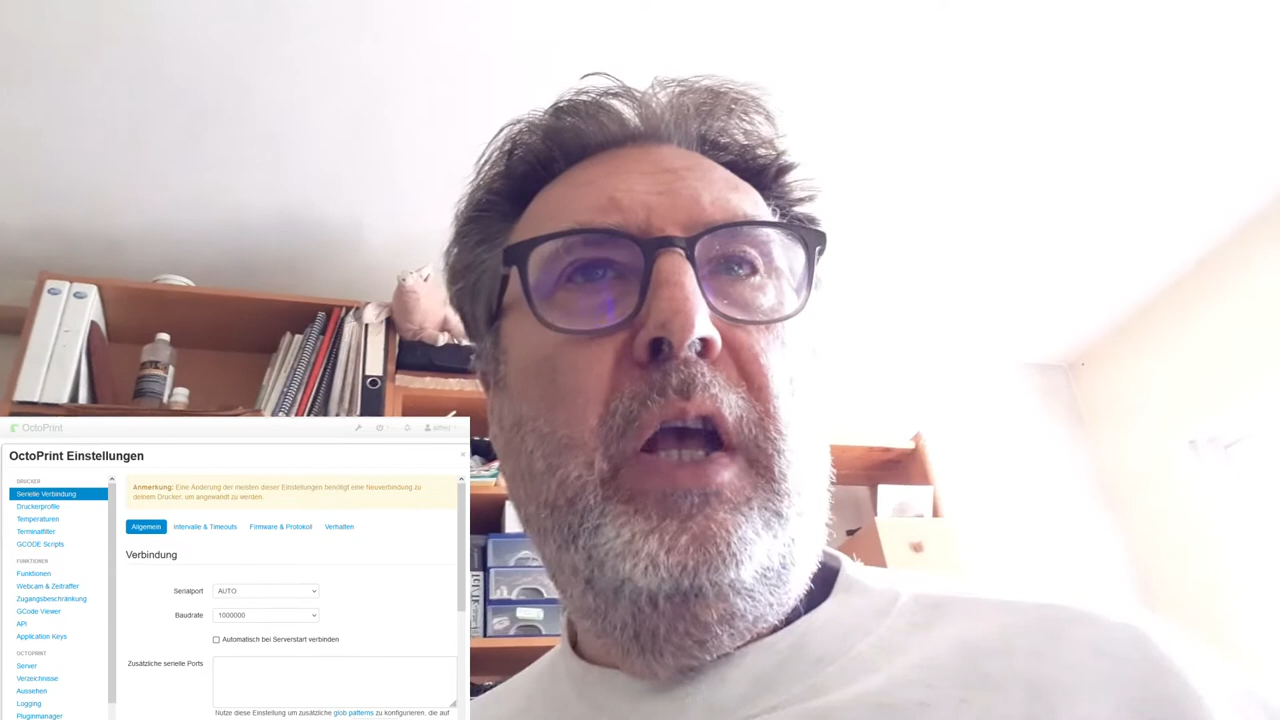 OctoPrint
alfred
OctoPrint Einstellungen
DRUCKER
Serielle Verbindung
Druckerprofile
Temperaturen
Terminalfilter
GCODE Scripts
FUNKTIONEN
Funktionen
Webcam & Zeitraffer
Zugangsbeschränkung
GCode Viewer
API
Application Keys
OCTOPRINT
Server
Verzeichnisse
Aussehen
Logging
Pluginmanager
Anmerkung: Eine Änderung der meisten dieser Einstellungen benötigt eine Neuverbindung zu
deinem Drucker, um angewandt zu werden.
Allgemein Intervalle & Timeouts Firmware & Protokoll Verhalten
Verbindung
Serialport AUTO
Baudrate 1000000
Automatisch bei Serverstart verbinden
Zusätzliche serielle Ports
Nutze diese Einstellung um zusätzliche glob patterns zu konfigurieren, die auf